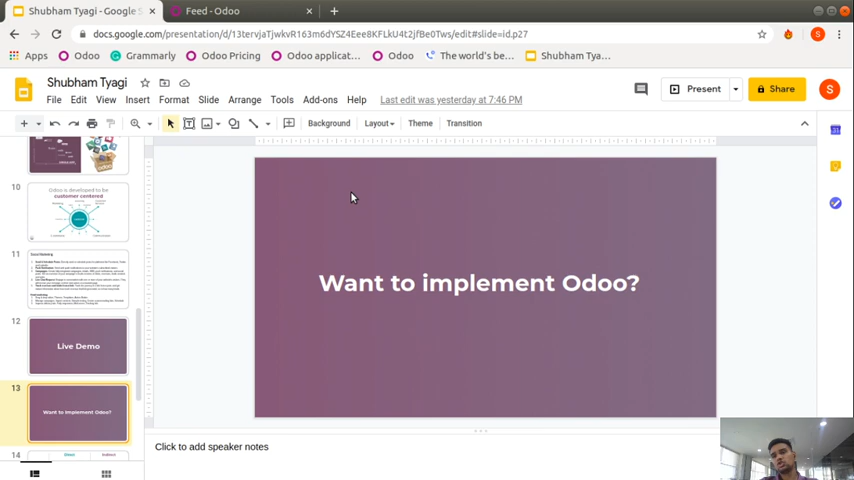 Shubham Tyagi - Google S
Feed - Odoo
docs.google.com/presentation/d/13tervjaTjwkvR163m6dYSZ4Eee8KFLkU4t2jfBe0Tws/edit#slide=id.p27
Apps Odoo Grammarly Odoo Pricing Odoo applicat... Odoo The world's be... Shubham Tya...
Shubham Tyagi
File Edit View Insert Format Slide Arrange Tools Add-ons Help Last edit was yesterday at 7:46 PM
Present Share S
Background Layout Theme Transition
10
Odoo is developed to be
customer centered
11
Social Marketing
12
Live Demo
13
Want to implement Odoo?
14
Want to implement Odoo?
Click to add speaker notes